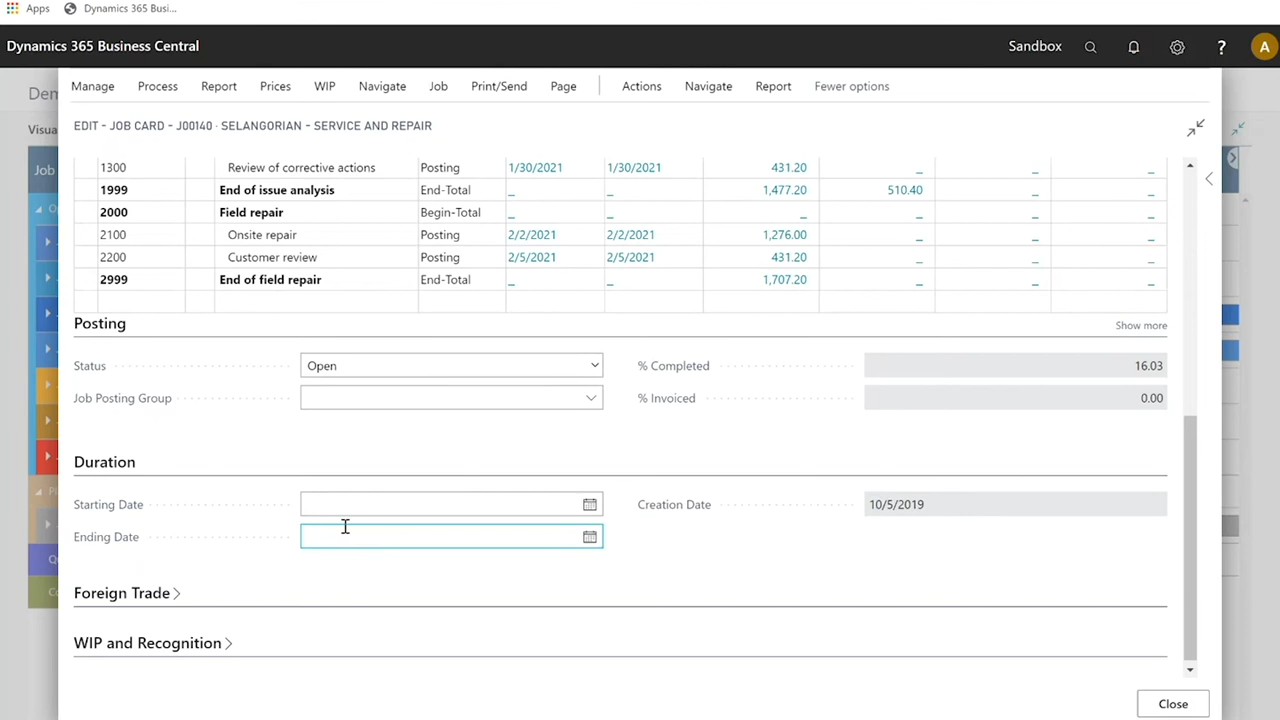 Apps Dynamics 365 Busi...
Dynamics 365 Business Central Sandbox ? A
Dem
Manage Process Report Prices WIP Navigate Job Print/Send Page Actions Navigate Report Fewer options
EDIT - JOB CARD - J00140 · SELANGORIAN - SERVICE AND REPAIR
Visua
Job
1300 Review of corrective actions Posting 1/30/2021 1/30/2021 431.20 _ _ _
1999 End of issue analysis End-Total _ _ 1,477.20 510.40 _ _
2000 Field repair Begin-Total _ _ _ _ _ _
2100 Onsite repair Posting 2/2/2021 2/2/2021 1,276.00 _ _ _
2200 Customer review Posting 2/5/2021 2/5/2021 431.20 _ _ _
2999 End of field repair End-Total _ _ 1,707.20 _ _ _
Posting Show more
Status Open % Completed 16.03
Job Posting Group % Invoiced 0.00
Duration
Starting Date Creation Date 10/5/2019
Ending Date
Foreign Trade
WIP and Recognition
Close